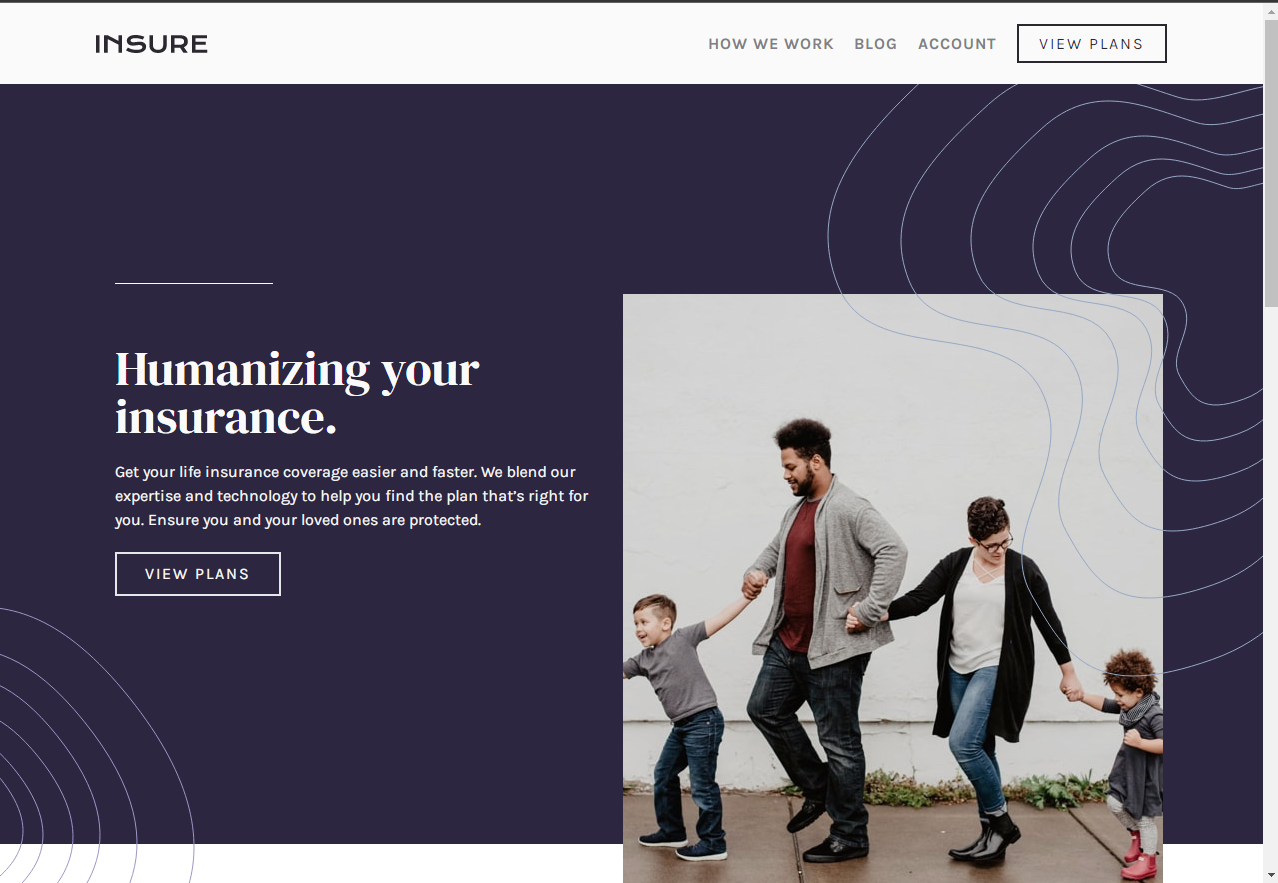 INSURE
HOW WE WORK BLOG ACCOUNT VIEW PLANS
Humanizing your
insurance.
Get your life insurance coverage easier and faster. We blend our
expertise and technology to help you find the plan that's right for
you. Ensure you and your loved ones are protected.
VIEW PLANS